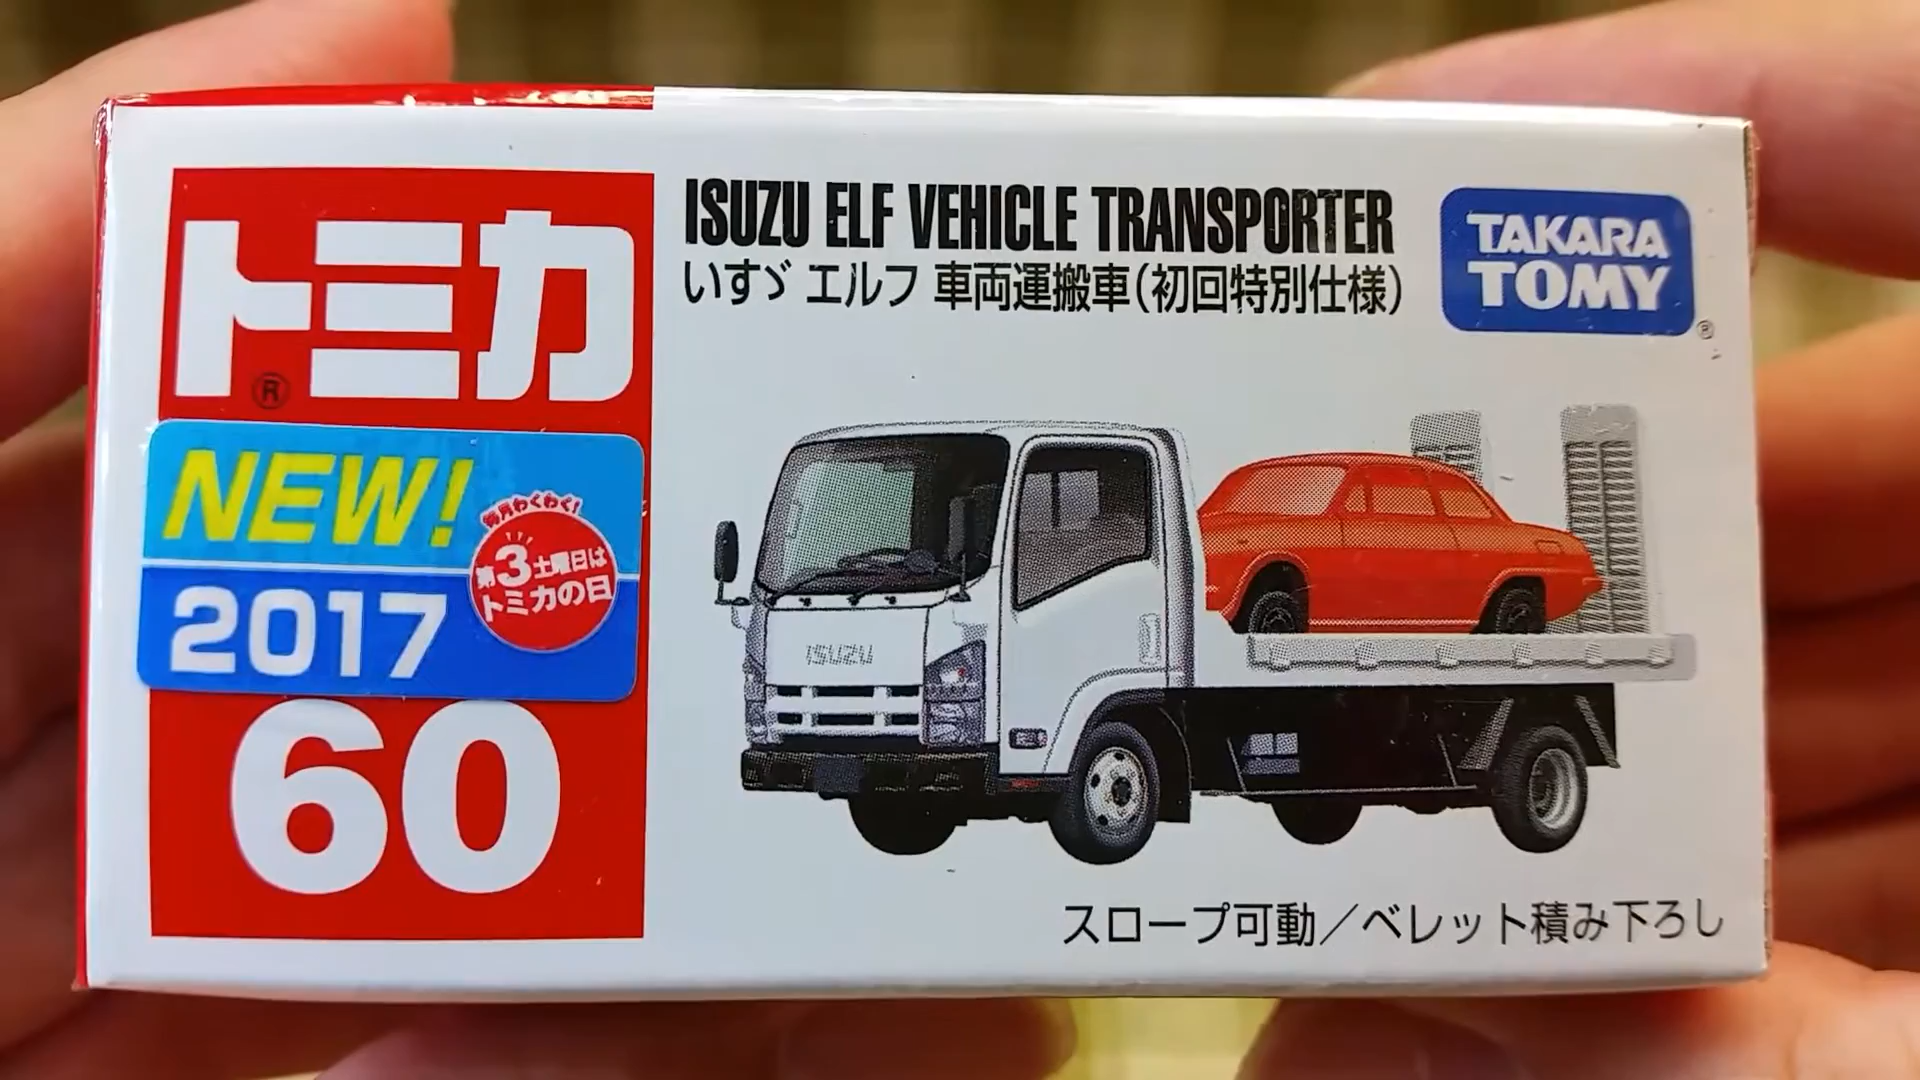 トミカ
®
NEW!
2017
毎月わくわく!
第3土曜日は
トミカの日
60
ISUZU ELF VEHICLE TRANSPORTER
いすゞ エルフ 車両運搬車(初回特別仕様)
TAKARA
TOMY
®
ISUZU
スロープ可動/ベレット積み下ろし